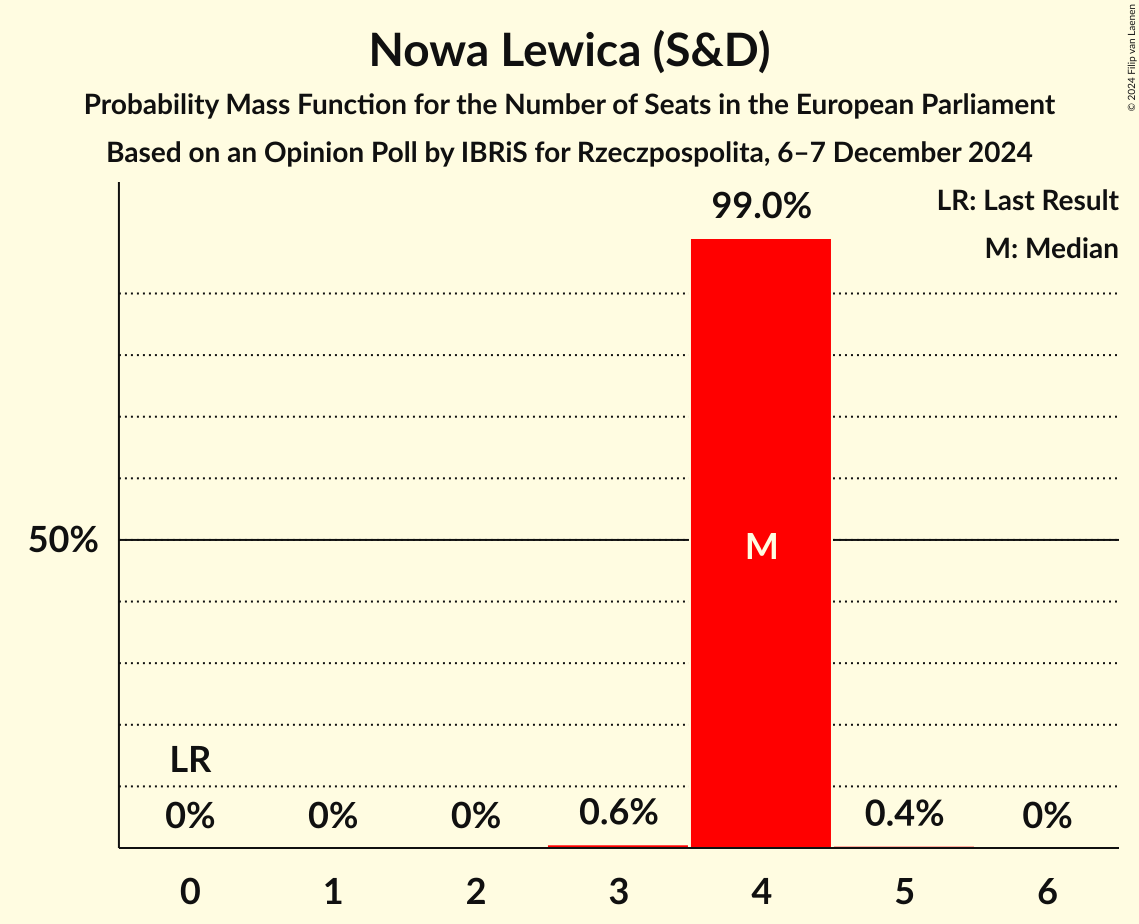 Nowa Lewica (S&D)
Probability Mass Function for the Number of Seats in the European Parliament
Based on an Opinion Poll by IBRiS for Rzeczpospolita, 6–7 December 2024
© 2024 Filip van Laenen
LR: Last Result
M: Median
99.0%
50%
M
LR
0%
0%
0%
0.6%
0.4%
0%
0
1
2
3
4
5
6